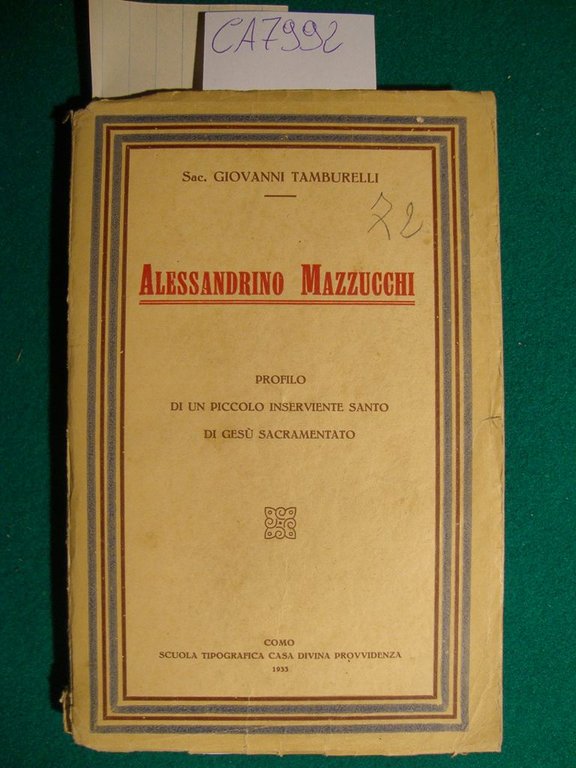 CA7992
Sac. GIOVANNI TAMBURELLI
72
ALESSANDRINO MAZZUCCHI
PROFILO
DI UN PICCOLO INSERVIENTE SANTO
DI GESÙ SACRAMENTATO
COMO
SCUOLA TIPOGRAFICA CASA DIVINA PROVVIDENZA
1933